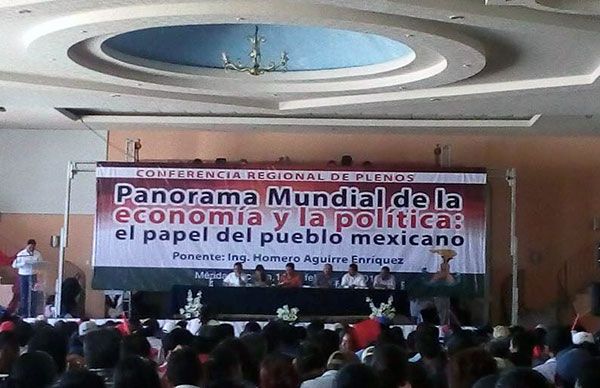 CONFERENCIA REGIONAL DE PLENOS
Panorama Mundial de la
economía y la política:
el papel del pueblo mexicano
Ponente: Ing. Homero Aguirre Enríquez
Mérida